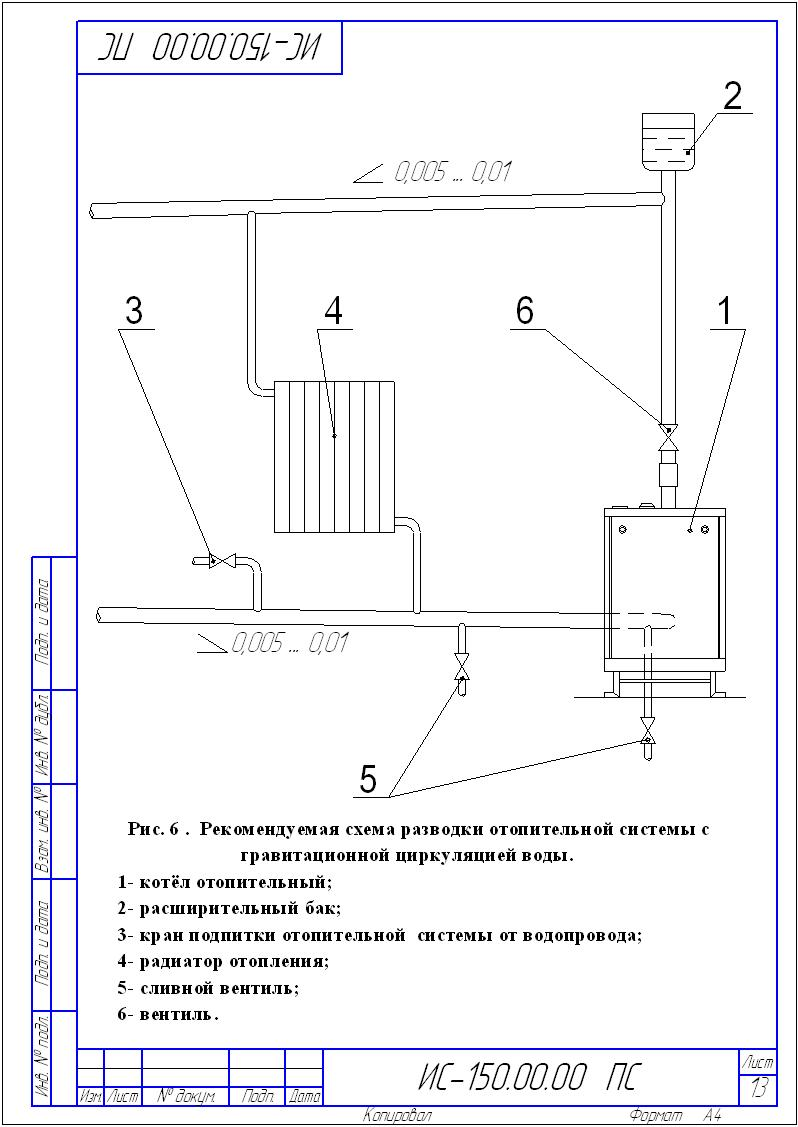 ИС-150.00.00 ПС
2
0,005 ... 0,01
3
4
6
1
0,005 ... 0,01
5
Рис. 6 . Рекомендуемая схема разводки отопительной системы с
гравитационной циркуляцией воды.
1- котёл отопительный;
2- расширительный бак;
3- кран подпитки отопительной системы от водопровода;
4- радиатор отопления;
5- сливной вентиль;
6- вентиль.
Подп. и дата
Инв. № дубл.
Взам. инв. №
Подп. и дата
Инв. № подл.
Изм. Лист № докум. Подп. Дата
ИС-150.00.00 ПС
Лист
13
Копировал Формат А4